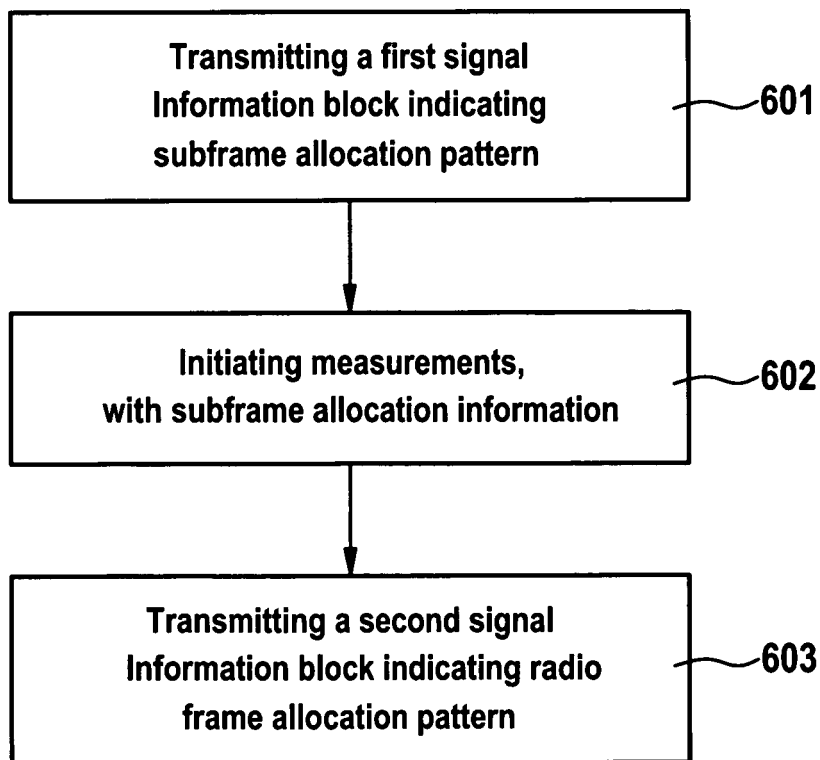 Transmitting a first signal
Information block indicating
subframe allocation pattern
601
Initiating measurements,
with subframe allocation information
602
Transmitting a second signal
Information block indicating radio
frame allocation pattern
603